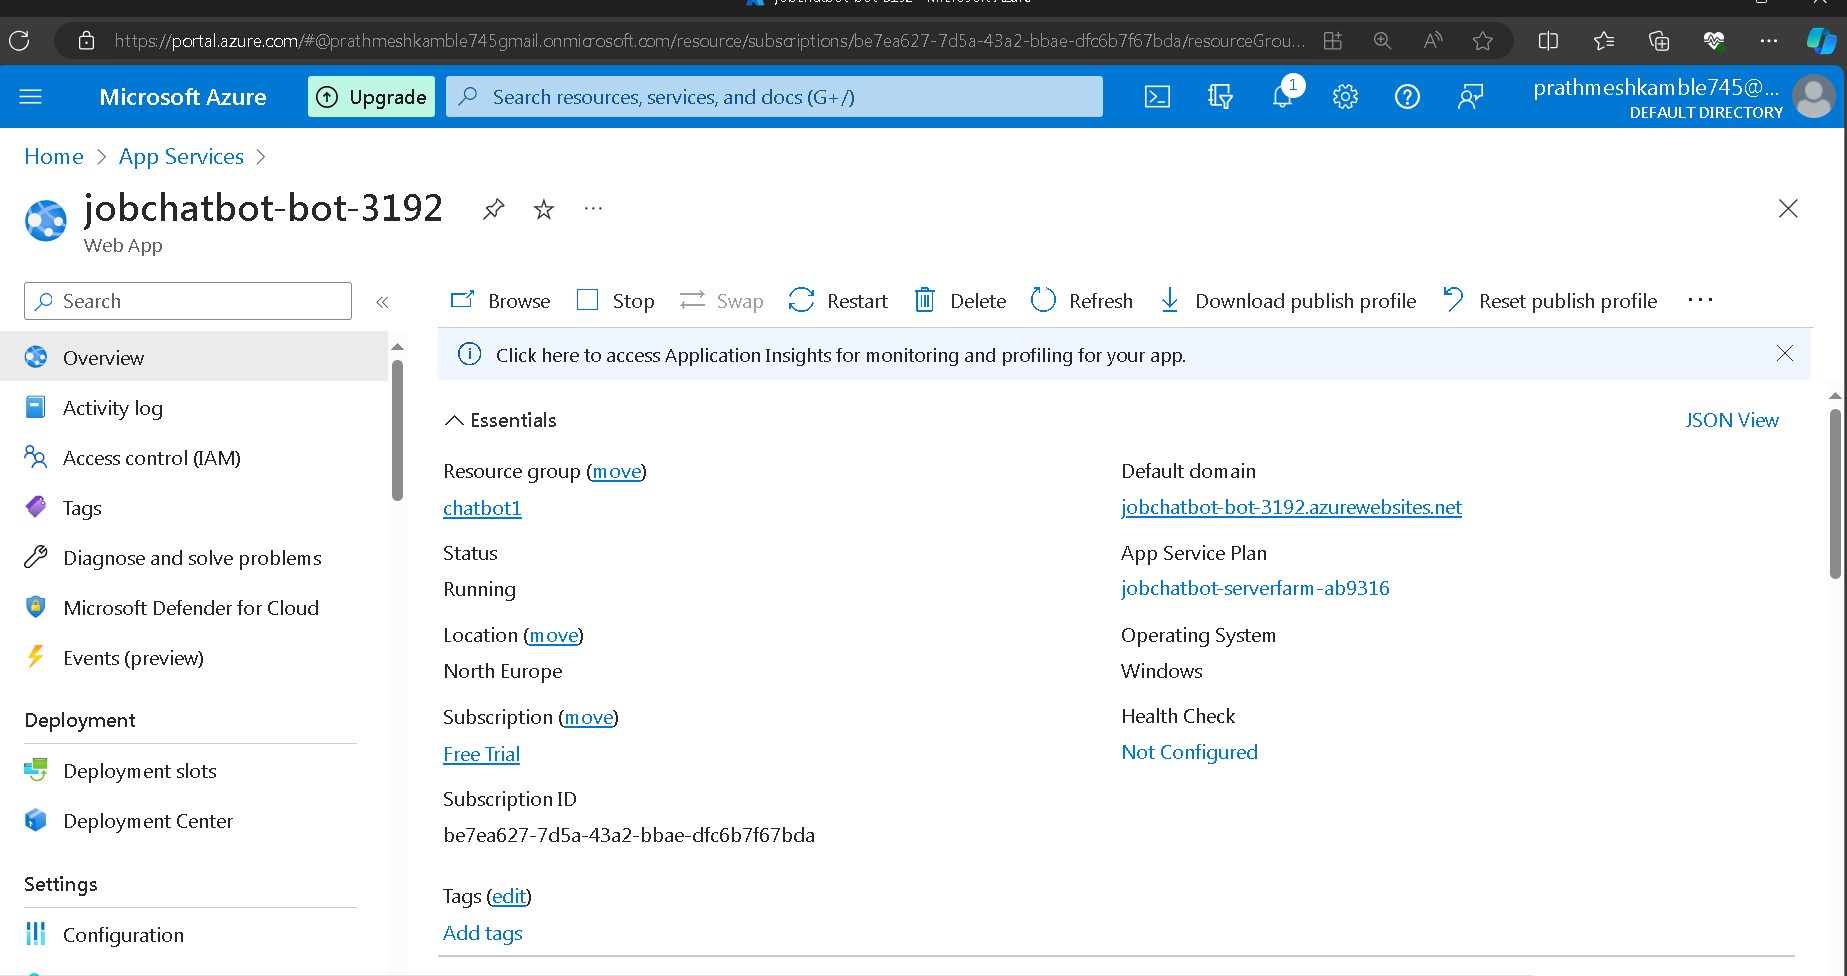 https://portal.azure.com/#@prathmeshkamble745gmail.onmicrosoft.com/resource/subscriptions/be7ea627-7d5a-43a2-bbae-dfc6b7f67bda/resourceGrou...
Microsoft Azure
Upgrade
Search resources, services, and docs (G+/)
1
prathmeshkamble745@...
DEFAULT DIRECTORY
Home > App Services >
jobchatbot-bot-3192
Web App
Search
Browse Stop Swap Restart Delete Refresh Download publish profile Reset publish profile
Overview
Activity log
Access control (IAM)
Tags
Diagnose and solve problems
Microsoft Defender for Cloud
Events (preview)
Deployment
Deployment slots
Deployment Center
Settings
Configuration
Click here to access Application Insights for monitoring and profiling for your app.
Essentials
JSON View
Resource group (move)
chatbot1
Status
Running
Location (move)
North Europe
Subscription (move)
Free Trial
Subscription ID
be7ea627-7d5a-43a2-bbae-dfc6b7f67bda
Tags (edit)
Add tags
Default domain
jobchatbot-bot-3192.azurewebsites.net
App Service Plan
jobchatbot-serverfarm-ab9316
Operating System
Windows
Health Check
Not Configured